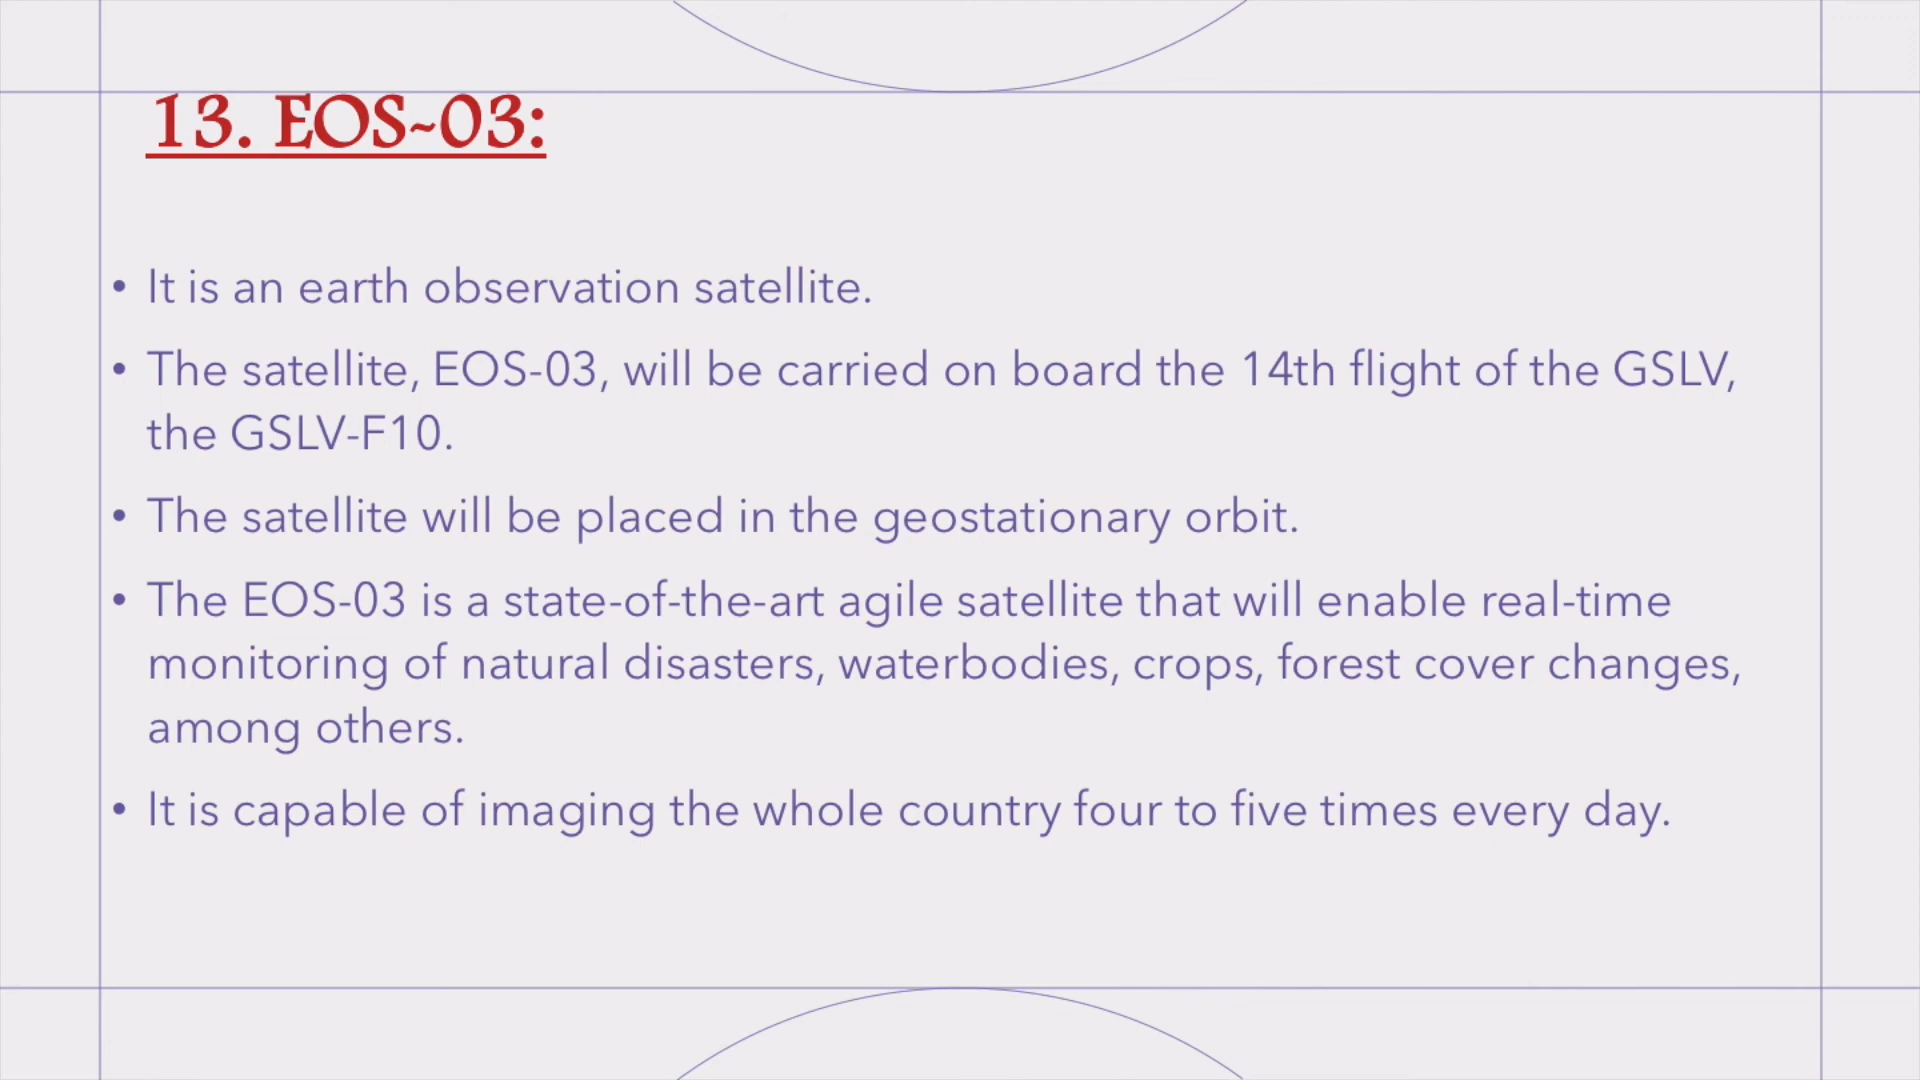 13. EOS~03:
• It is an earth observation satellite.
• The satellite, EOS-03, will be carried on board the 14th flight of the GSLV,
the GSLV-F10.
• The satellite will be placed in the geostationary orbit.
• The EOS-03 is a state-of-the-art agile satellite that will enable real-time
monitoring of natural disasters, waterbodies, crops, forest cover changes,
among others.
• It is capable of imaging the whole country four to five times every day.